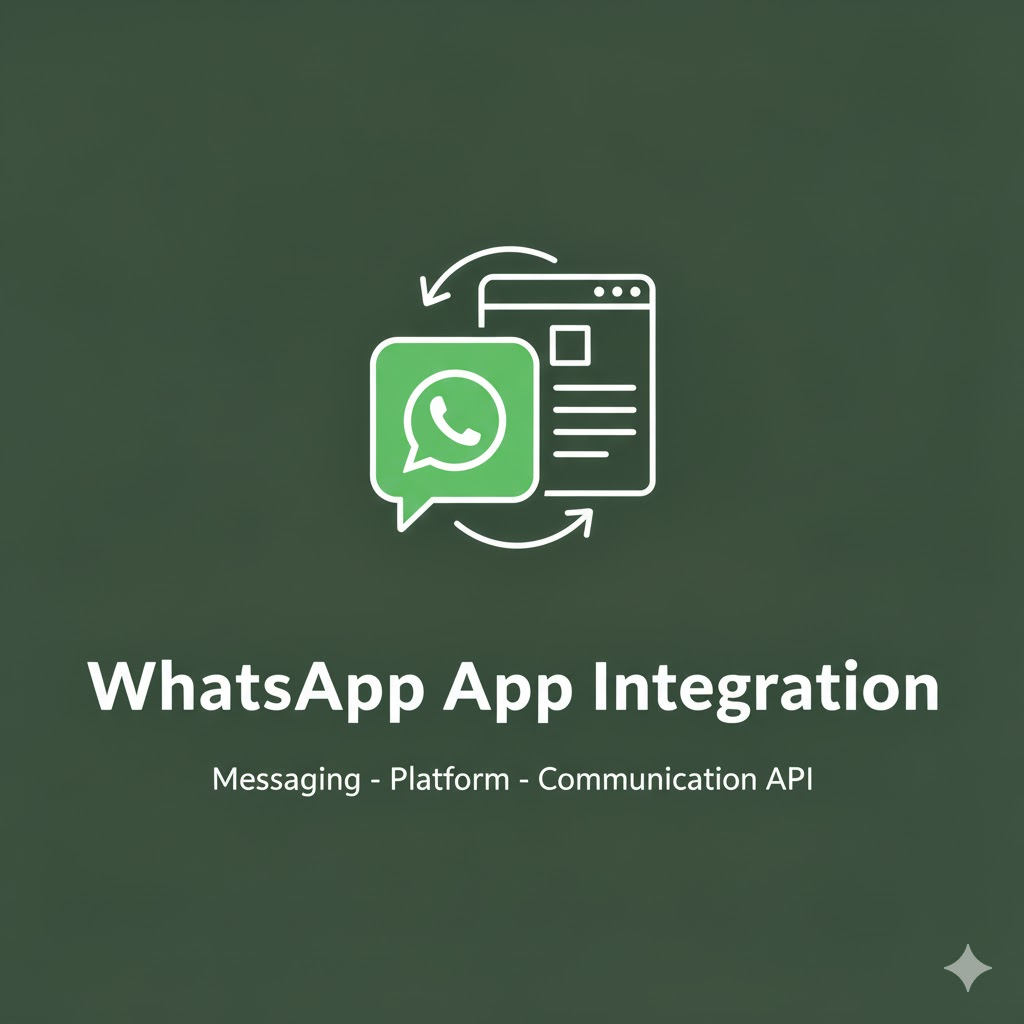 WhatsApp App Integration
Messaging - Platform - Communication API